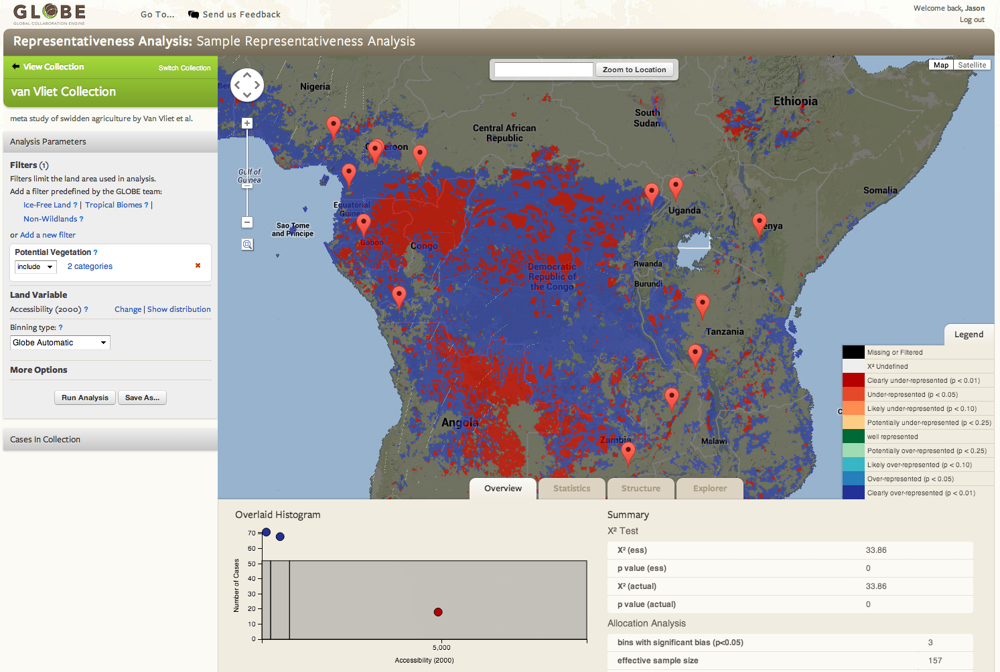 GLOBE
GLOBAL COLLABORATION ENGINE
Go To...
Send us Feedback
Welcome back, Jason
Log out
Representativeness Analysis: Sample Representativeness Analysis
View Collection
Switch Collection
van Vliet Collection
meta study of swidden agriculture by Van Vliet et al.
Analysis Parameters
Filters (1)
Filters limit the land area used in analysis.
Add a filter predefined by the GLOBE team:
Ice-Free Land ? | Tropical Biomes ? |
Non-Wildlands ?
or Add a new filter
Potential Vegetation ?
include
2 categories
Land Variable
Accessibility (2000) ?
Change | Show distribution
Binning type: ?
Globe Automatic
More Options
Run Analysis
Save As...
Cases In Collection
Zoom to Location
Map
Satellite
Nigeria
Ethiopia
South
Sudan
Central African
Republic
Gulf of
Guinea
Somalia
Equatorial
Uganda
Sao Tome
and Principe
Gabon
Congo
Rwanda
Democratic
Republic of
the Congo
Burundi
Tanzania
Angola
Zambia
Malawi
Legend
Missing or Filtered
X² Undefined
Clearly under-represented (p < 0.01)
Under-represented (p < 0.05)
Likely under-represented (p < 0.10)
Potentially under-represented (p < 0.25)
well represented
Potentially over-represented (p < 0.25)
Likely over-represented (p < 0.10)
Over-represented (p < 0.05)
Clearly over-represented (p < 0.01)
Overview
Statistics
Structure
Explorer
Overlaid Histogram
70
60
50
40
30
20
10
0
Number of Cases
5,000
Accessibility (2000)
Summary
X² Test
X² (ess) 33.86
p value (ess) 0
X² (actual) 33.86
p value (actual) 0
Allocation Analysis
bins with significant bias (p<0.05) 3
effective sample size 157